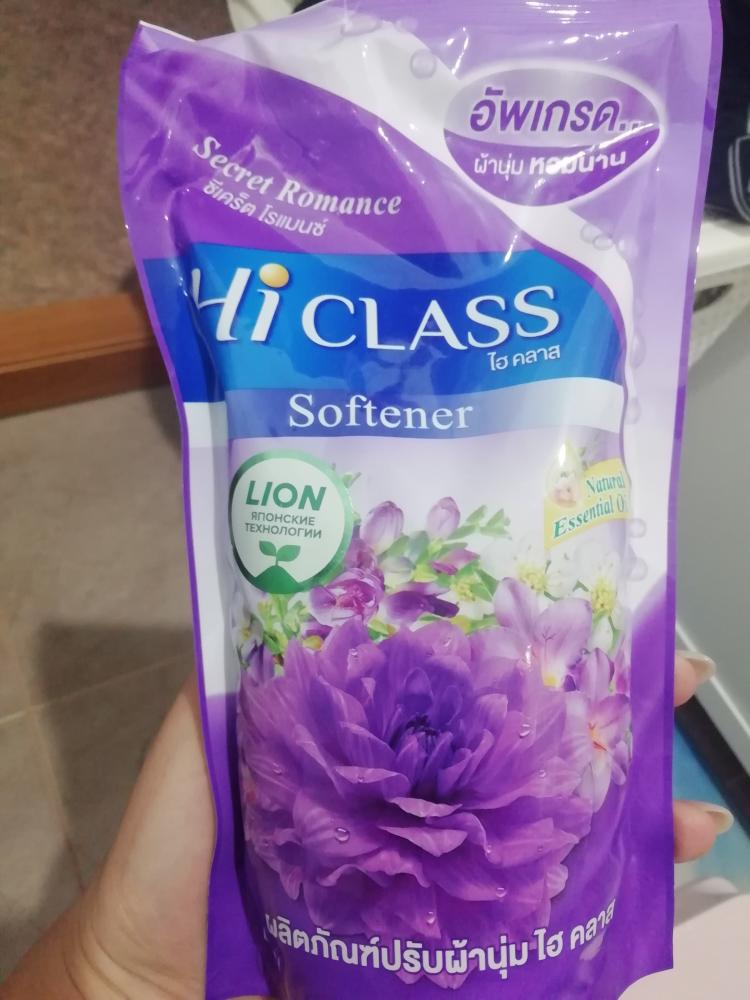 อัพเกรด...
ผ้านุ่ม หอมนาน
Secret Romance
ซีเคร็ต โรแมนซ์
Hi CLASS
ไฮ คลาส
Softener
LION
ЯПОНСКИЕ
ТЕХНОЛОГИИ
Natural
Essential
ผลิตภัณฑ์ปรับผ้านุ่ม ไฮ คลาส